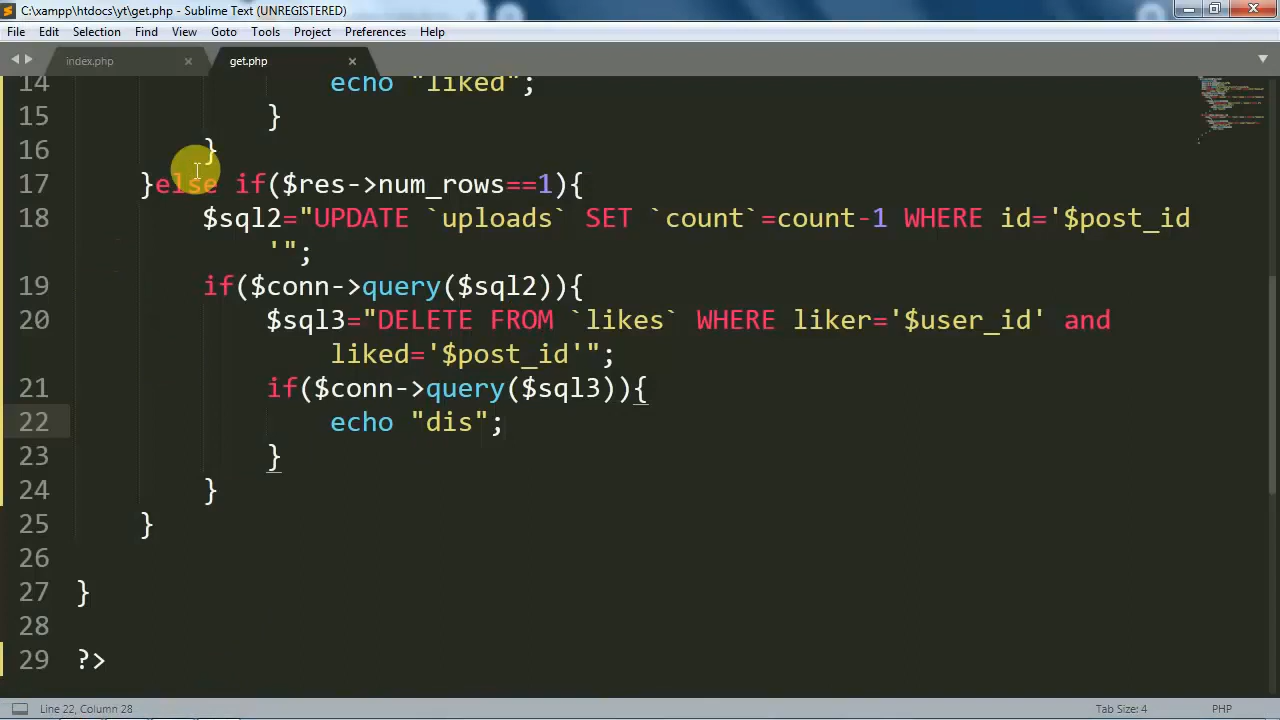 C:\xampp\htdocs\yt\get.php - Sublime Text (UNREGISTERED)
File Edit Selection Find View Goto Tools Project Preferences Help
index.php × get.php ×
14 echo "liked";
15 }
16 }
17 }else if($res->num_rows==1){
18 $sql2="UPDATE `uploads` SET `count`=count-1 WHERE id='$post_id
'";
19 if($conn->query($sql2)){
20 $sql3="DELETE FROM `likes` WHERE liker='$user_id' and
liked='$post_id'";
21 if($conn->query($sql3)){
22 echo "dis";
23 }
24 }
25 }
26
27 }
28
29 ?>
Line 22, Column 28 Tab Size: 4 PHP